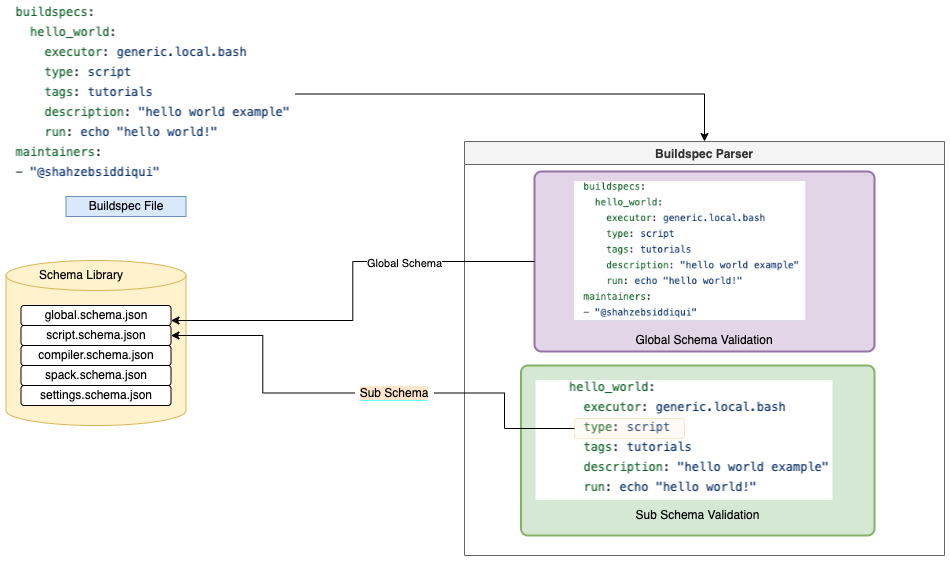 buildspecs:
hello_world:
executor: generic.local.bash
type: script
tags: tutorials
description: "hello world example"
run: echo "hello world!"
maintainers:
– "@shahzebsiddiqui"
Buildspec File
Schema Library
global.schema.json
script.schema.json
compiler.schema.json
spack.schema.json
settings.schema.json
Global Schema
Sub Schema
Buildspec Parser
buildspecs:
hello_world:
executor: generic.local.bash
type: script
tags: tutorials
description: "hello world example"
run: echo "hello world!"
maintainers:
– "@shahzebsiddiqui"
Global Schema Validation
hello_world:
executor: generic.local.bash
type: script
tags: tutorials
description: "hello world example"
run: echo "hello world!"
Sub Schema Validation